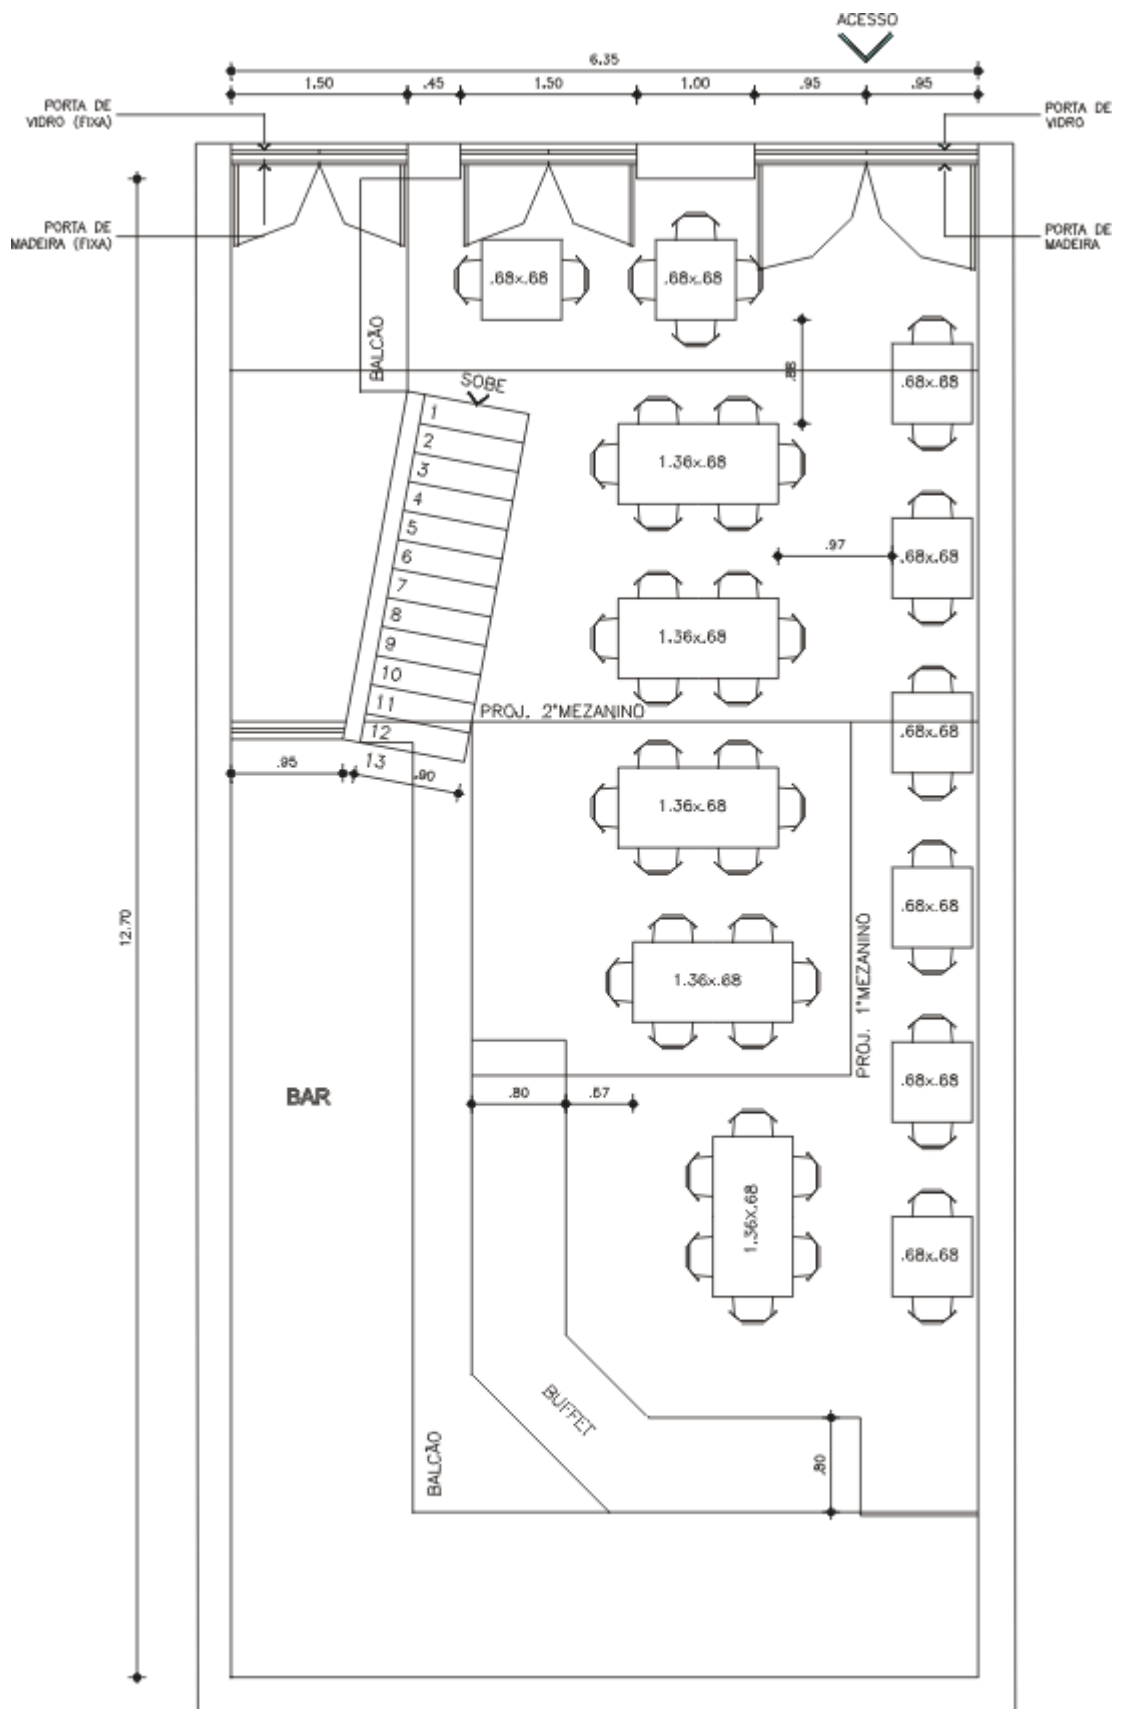 ACESSO
6.35
1.50
.45
1.50
1.00
.95
.95
PORTA DE
VIDRO (FIXA)
PORTA DE
VIDRO
PORTA DE
MADEIRA (FIXA)
PORTA DE
MADEIRA
.68x.68
.68x.68
BALCÃO
.88
SOBE
.68x.68
1
2
3
4
5
6
7
8
9
10
11
12
13
1.36x.68
.97
.68x.68
1.36x.68
PROJ. 2°MEZANINO
.68x.68
.95
.90
1.36x.68
12.70
.68x.68
PROJ. 1°MEZANINO
1.36x.68
BAR
.80
.57
.68x.68
1.36X.68
.68x.68
BUFFET
BALCÃO
.80